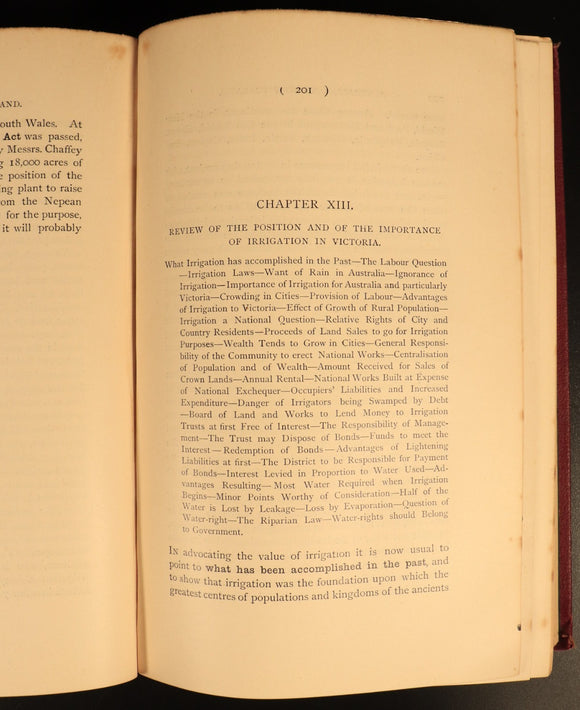 AND.
outh Wales. At
Act was passed,
Messrs. Chaffey
18,000 acres of
position of the
ing plant to raise
om the Nepean
for the purpose,
it will probably
( 201 )
CHAPTER XIII.
REVIEW OF THE POSITION AND OF THE IMPORTANCE
OF IRRIGATION IN VICTORIA.
What Irrigation has accomplished in the Past—The Labour Question
—Irrigation Laws—Want of Rain in Australia—Ignorance of
Irrigation—Importance of Irrigation for Australia and particularly
Victoria—Crowding in Cities—Provision of Labour—Advantages
of Irrigation to Victoria—Effect of Growth of Rural Population—
Irrigation a National Question—Relative Rights of City and
Country Residents—Proceeds of Land Sales to go for Irrigation
Purposes—Wealth Tends to Grow in Cities—General Responsi-
bility of the Community to erect National Works—Centralisation
of Population and of Wealth—Amount Received for Sales of
Crown Lands—Annual Rental—National Works Built at Expense
of National Exchequer—Occupiers' Liabilities and Increased
Expenditure—Danger of Irrigators being Swamped by Debt
—Board of Land and Works to Lend Money to Irrigation
Trusts at first Free of Interest—The Responsibility of Manage-
ment—The Trust may Dispose of Bonds—Funds to meet the
Interest—Redemption of Bonds—Advantages of Lightening
Liabilities at first—The District to be Responsible for Payment
of Bonds—Interest Levied in Proportion to Water Used—Ad-
vantages Resulting—Most Water Required when Irrigation
Begins—Minor Points Worthy of Consideration—Half of the
Water is Lost by Leakage—Loss by Evaporation—Question of
Water-right—The Riparian Law—Water-rights should Belong
to Government.
IN advocating the value of irrigation it is now usual to
point to what has been accomplished in the past, and
to show that irrigation was the foundation upon which the
greatest centres of populations and kingdoms of the ancients